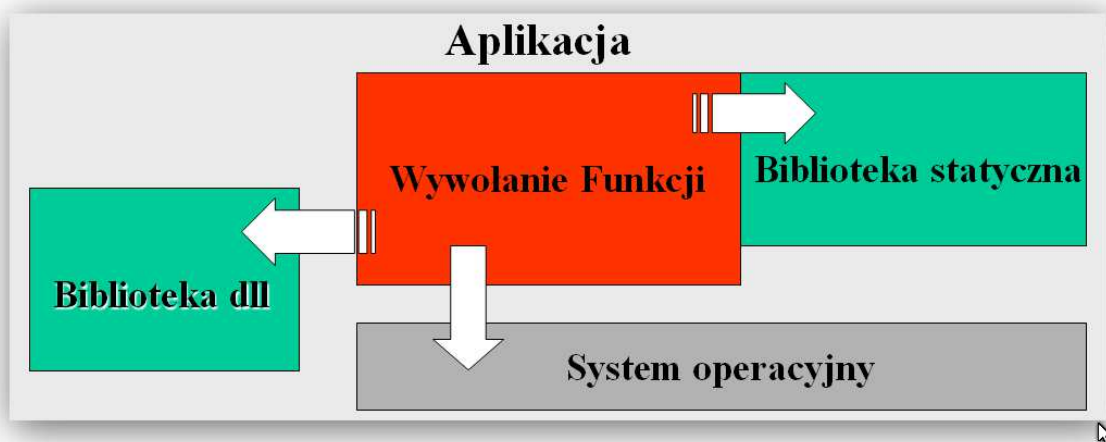 Aplikacja
Wywołanie Funkcji
Biblioteka statyczna
Biblioteka dll
System operacyjny